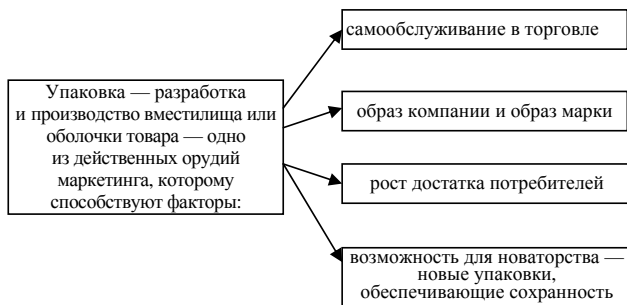 Упаковка — разработка
и производство вместилища или
оболочки товара — одно
из действенных орудий
маркетинга, которому
способствуют факторы:
самообслуживание в торговле
образ компании и образ марки
рост достатка потребителей
возможность для новаторства —
новые упаковки,
обеспечивающие сохранность